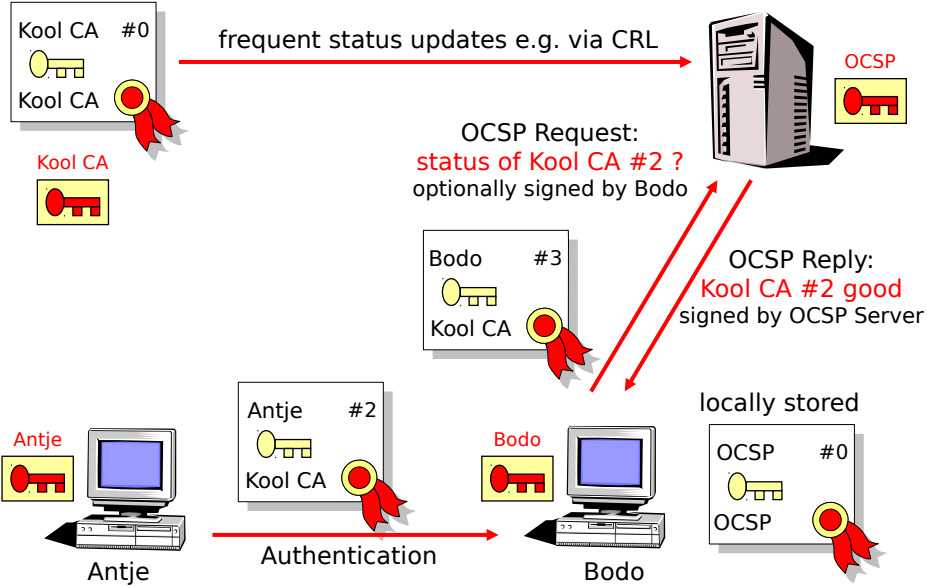 Kool CA #0
Kool CA
frequent status updates e.g. via CRL
OCSP
Kool CA
OCSP Request:
status of Kool CA #2 ?
optionally signed by Bodo
Bodo #3
Kool CA
OCSP Reply:
Kool CA #2 good
signed by OCSP Server
Antje
Antje #2
Kool CA
Bodo
locally stored
OCSP #0
OCSP
Authentication
Antje
Bodo